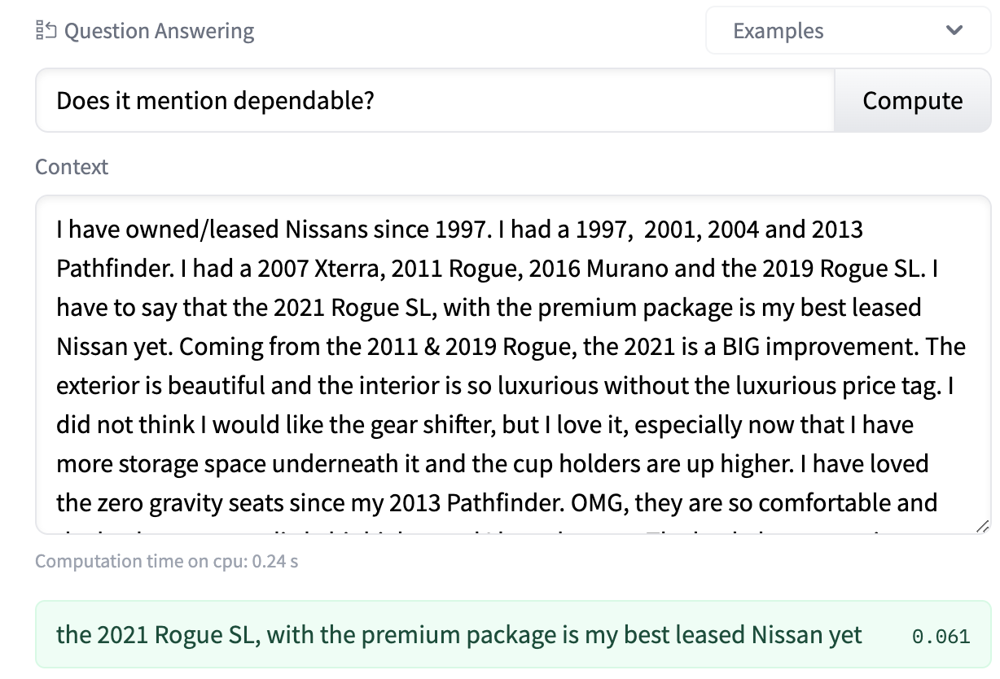 Question Answering
Examples
Does it mention dependable?
Compute
Context
I have owned/leased Nissans since 1997. I had a 1997,  2001, 2004 and 2013
Pathfinder. I had a 2007 Xterra, 2011 Rogue, 2016 Murano and the 2019 Rogue SL. I
have to say that the 2021 Rogue SL, with the premium package is my best leased
Nissan yet. Coming from the 2011 & 2019 Rogue, the 2021 is a BIG improvement. The
exterior is beautiful and the interior is so luxurious without the luxurious price tag. I
did not think I would like the gear shifter, but I love it, especially now that I have
more storage space underneath it and the cup holders are up higher. I have loved
the zero gravity seats since my 2013 Pathfinder. OMG, they are so comfortable and
Computation time on cpu: 0.24 s
the 2021 Rogue SL, with the premium package is my best leased Nissan yet
0.061